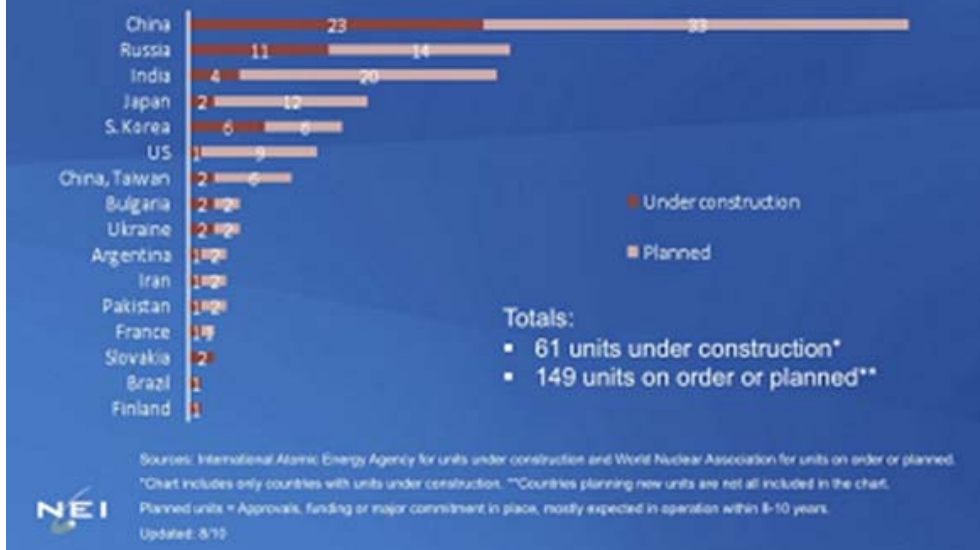 China 23 33
Russia 11 14
India 4 20
Japan 2 12
S. Korea 6 6
US 1 9
China, Taiwan 2 6
Bulgaria 2 2
Ukraine 2 2
Argentina 1 2
Iran 1 2
Pakistan 1 2
France 1 1
Slovakia 2
Brazil 1
Finland 1
Under construction
Planned
Totals:
▪ 61 units under construction*
▪ 149 units on order or planned**
Sources: International Atomic Energy Agency for units under construction and World Nuclear Association for units on order or planned.
*Chart includes only countries with units under construction. **Countries planning new units are not all included in the chart.
Planned units = Approvals, funding or major commitment in place, mostly expected in operation within 8-10 years.
Updated: 8/10
NEI